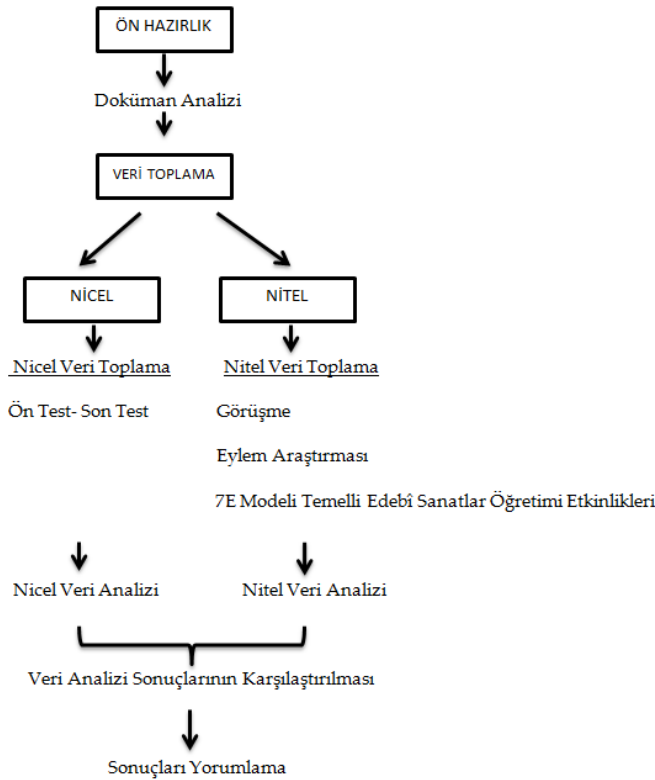 ÖN HAZIRLIK
Doküman Analizi
VERİ TOPLAMA
NİCEL
NİTEL
Nicel Veri Toplama
Nitel Veri Toplama
Ön Test- Son Test
Görüşme
Eylem Araştırması
7E Modeli Temelli Edebî Sanatlar Öğretimi Etkinlikleri
Nicel Veri Analizi
Nitel Veri Analizi
Veri Analizi Sonuçlarının Karşılaştırılması
Sonuçları Yorumlama